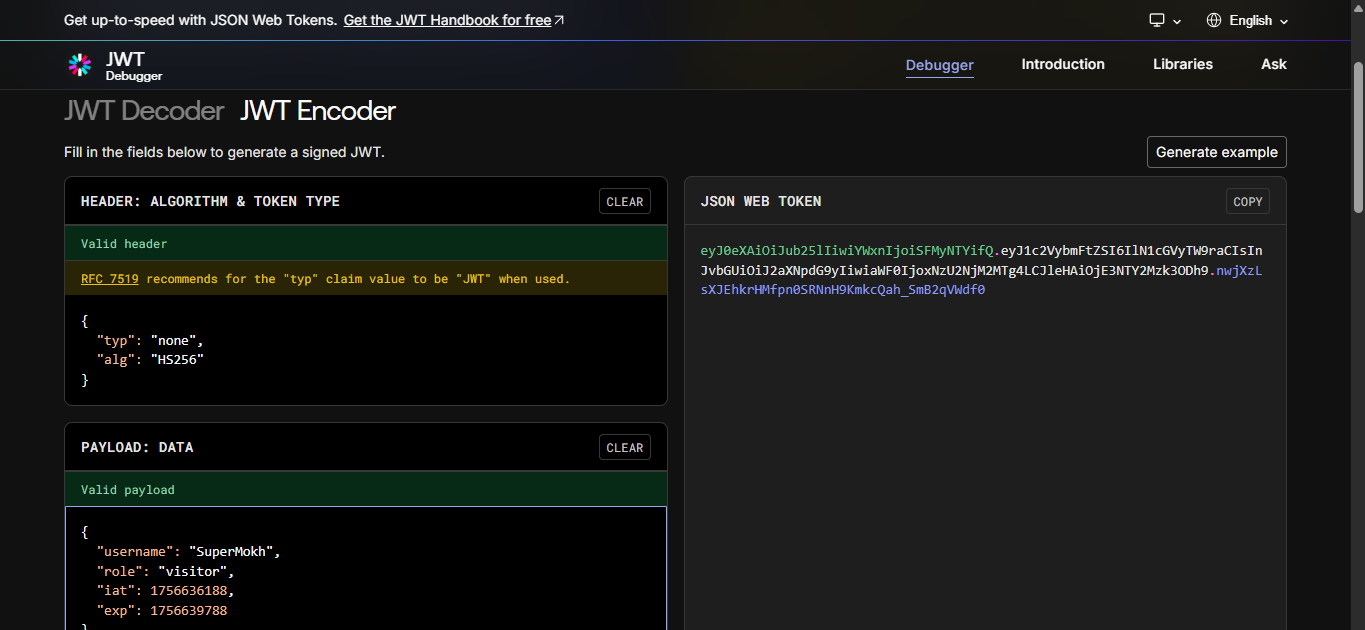 Get up-to-speed with JSON Web Tokens. Get the JWT Handbook for free
English
JWT
Debugger
Debugger
Introduction
Libraries
Ask
JWT Decoder JWT Encoder
Fill in the fields below to generate a signed JWT.
Generate example
HEADER: ALGORITHM & TOKEN TYPE
CLEAR
Valid header
RFC 7519 recommends for the "typ" claim value to be "JWT" when used.
{
"typ": "none",
"alg": "HS256"
}
PAYLOAD: DATA
CLEAR
Valid payload
{
"username": "SuperMokh",
"role": "visitor",
"iat": 1756636188,
"exp": 1756639788
}
JSON WEB TOKEN
COPY
eyJ0eXAiOiJub25lIiwiYWxnIjoiSFMyNTYifQ.eyJ1c2VybmFtZSI6IlN1cGVyTW9raCIsIn
JvbGUiOiJ2aXNpdG9yIiwiaWF0IjoxNzU2NjM2MTg4LCJleHAiOjE3NTY2Mzk3ODh9.nwjXzL
sXJEhkrHMfpn0SRNnH9KmkcQah_SmB2qVWdf0